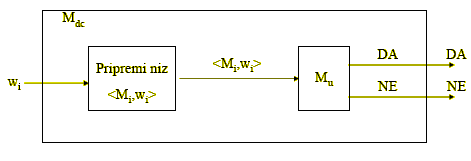 M_dc
w_i
Pripremi niz
<M_i,w_i>
<M_i,w_i>
M_u
DA
DA
NE
NE